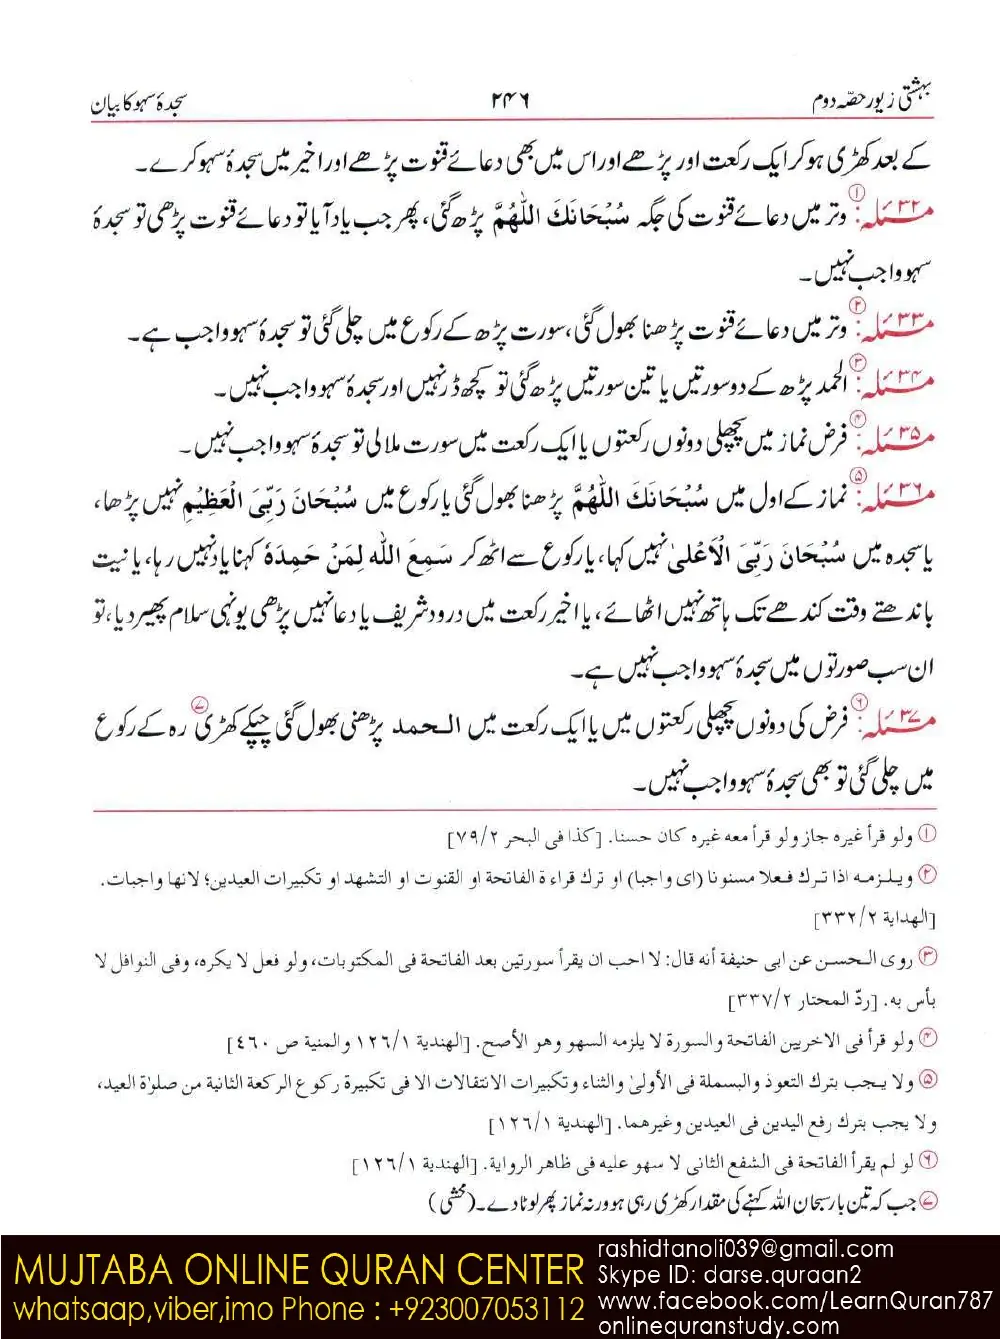 بہشتی زیور حصّہ دوم ۲۴۶ سجدۂ سہو کا بیان
کے بعد کھڑی ہو کر ایک رکعت اور پڑھے اور اس میں بھی دعائے قنوت پڑھے اور اخیر میں سجدۂ سہو کرے۔
مسئلہ ۳۲: ① وتر میں دعائے قنوت کی جگہ سُبْحَانَكَ اللّٰهُمَّ پڑھ گئی، پھر جب یاد آیا تو دعائے قنوت پڑھی تو سجدۂ
سہو واجب نہیں۔
مسئلہ ۳۳: ② وتر میں دعائے قنوت پڑھنا بھول گئی، سورت پڑھ کے رکوع میں چلی گئی تو سجدۂ سہو واجب ہے۔
مسئلہ ۳۴: ③ الحمد پڑھ کے دو سورتیں یا تین سورتیں پڑھ گئی تو کچھ ڈر نہیں اور سجدۂ سہو واجب نہیں۔
مسئلہ ۳۵: ④ فرض نماز میں پچھلی دونوں رکعتوں یا ایک رکعت میں سورت ملالی تو سجدۂ سہو واجب نہیں۔
مسئلہ ۳۶: ⑤ نماز کے اول میں سُبْحَانَكَ اللّٰهُمَّ پڑھنا بھول گئی یا رکوع میں سُبْحَانَ رَبِّيَ الْعَظِيْمِ نہیں پڑھا،
یا سجدہ میں سُبْحَانَ رَبِّيَ الْأَعْلٰى نہیں کہا، یا رکوع سے اٹھ کر سَمِعَ اللّٰه لِمَنْ حَمِدَهٗ کہنا یاد نہیں رہا، یا نیت
باندھتے وقت کندھے تک ہاتھ نہیں اٹھائے، یا اخیر رکعت میں درود شریف یا دعا نہیں پڑھی یونہی سلام پھیر دیا، تو
ان سب صورتوں میں سجدۂ سہو واجب نہیں ہے۔
مسئلہ ۳۷: ⑥ فرض کی دونوں پچھلی رکعتوں میں یا ایک رکعت میں الـحمد پڑھنی بھول گئی چپکے کھڑی ⑦ رہ کے رکوع
میں چلی گئی تو بھی سجدۂ سہو واجب نہیں۔
① ولو قرأ غيره جاز ولو قرأ معه غيره كان حسنا. [كذا فى البحر ٢/٧٩]
② ويـلـزمـه اذا تـرك فـعلا مسنونا (اى واجبا) او ترك قراءة الفاتحة او القنوت او التشهد او تكبيرات العيدين؛ لانها واجبات.
[الهداية ٢/٣٣٢]
③ روى الـحسـن عن ابى حنيفة أنه قال: لا احب ان يقرأ سورتين بعد الفاتحة فى المكتوبات، ولو فعل لا يكره، وفى النوافل لا
بأس به. [ردّ المحتار ٢/٣٣٧]
④ ولو قرأ فى الاخريين الفاتحة والسورة لا يلزمه السهو وهو الأصح. [الهندية ١/١٢٦ والمنية ص ٤٦٠]
⑤ ولا يـجب بترك التعوذ والبسملة فى الأولىٰ والثناء وتكبيرات الانتقالات الا فى تكبيرة ركوع الركعة الثانية من صلوٰة العيد،
ولا يجب بترك رفع اليدين فى العيدين وغيرهما. [الهندية ١/١٢٦]
⑥ لو لم يقرأ الفاتحة فى الشفع الثانى لا سهو عليه فى ظاهر الرواية. [الهندية ١/١٢٦]
⑦ جب کہ تین بار سبحان اللہ کہنے کی مقدار کھڑی رہی ہو ورنہ نماز پھر لوٹا دے۔ (محشی)
MUJTABA ONLINE QURAN CENTER
whatsaap,viber,imo Phone : +923007053112
rashidtanoli039@gmail.com
Skype ID: darse.quraan2
www.facebook.com/LearnQuran787
onlinequranstudy.com